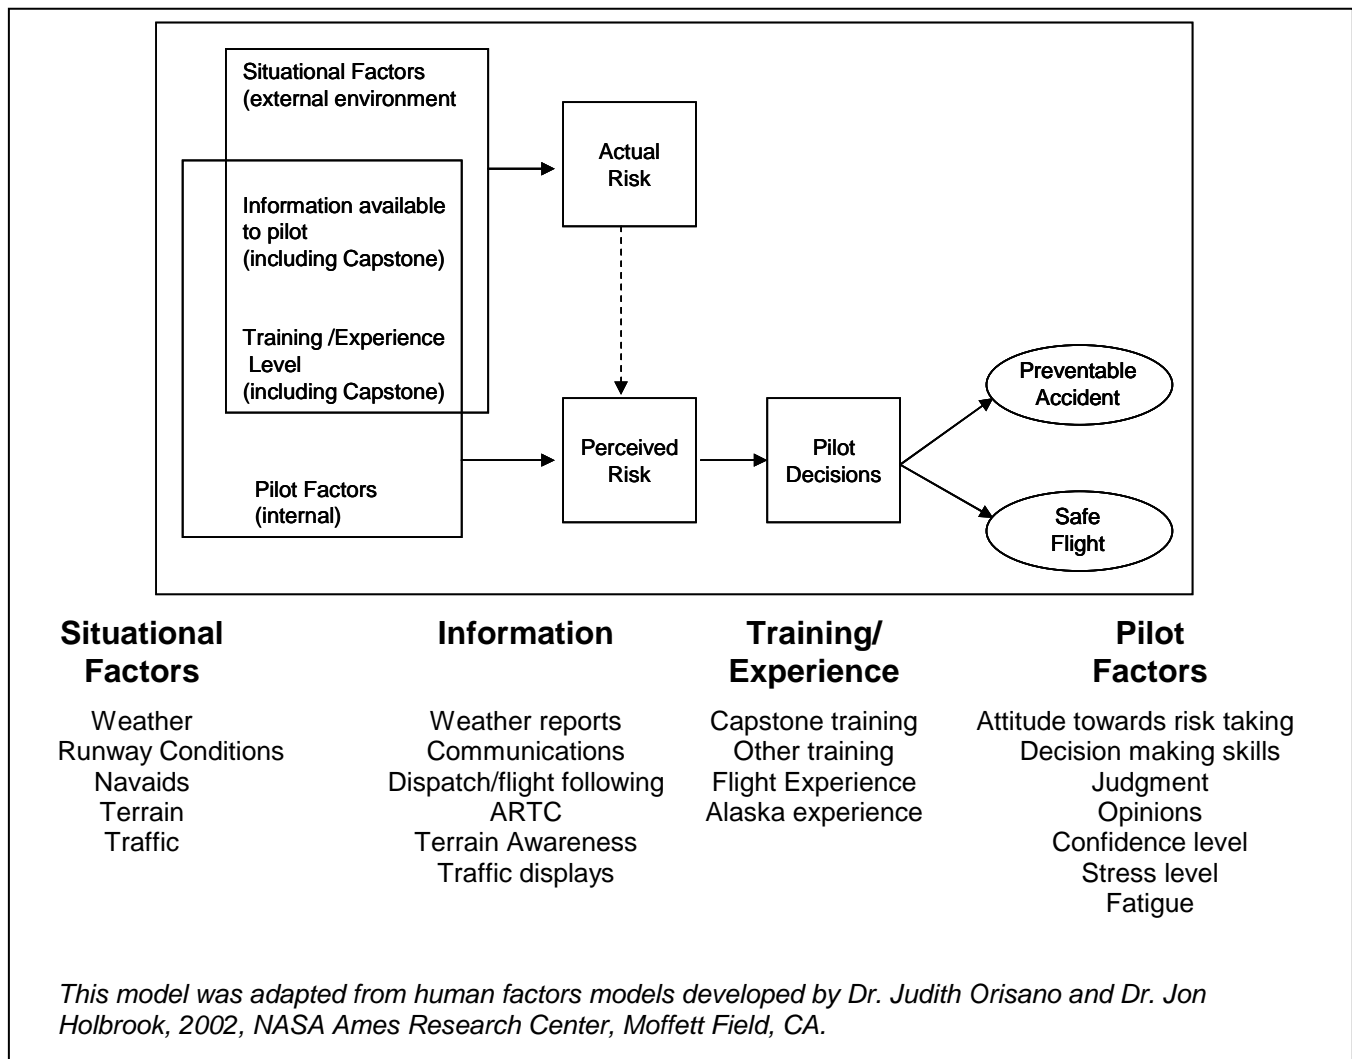 Situational Factors
(external environment
Actual
Risk
Information available
to pilot
(including Capstone)
Training /Experience
Level
(including Capstone)
Pilot Factors
(internal)
Perceived
Risk
Pilot
Decisions
Preventable
Accident
Safe
Flight
Situational
Factors
Weather
Runway Conditions
Navaids
Terrain
Traffic
Information
Weather reports
Communications
Dispatch/flight following
ARTC
Terrain Awareness
Traffic displays
Training/
Experience
Capstone training
Other training
Flight Experience
Alaska experience
Pilot
Factors
Attitude towards risk taking
Decision making skills
Judgment
Opinions
Confidence level
Stress level
Fatigue
This model was adapted from human factors models developed by Dr. Judith Orisano and Dr. Jon
Holbrook, 2002, NASA Ames Research Center, Moffett Field, CA.